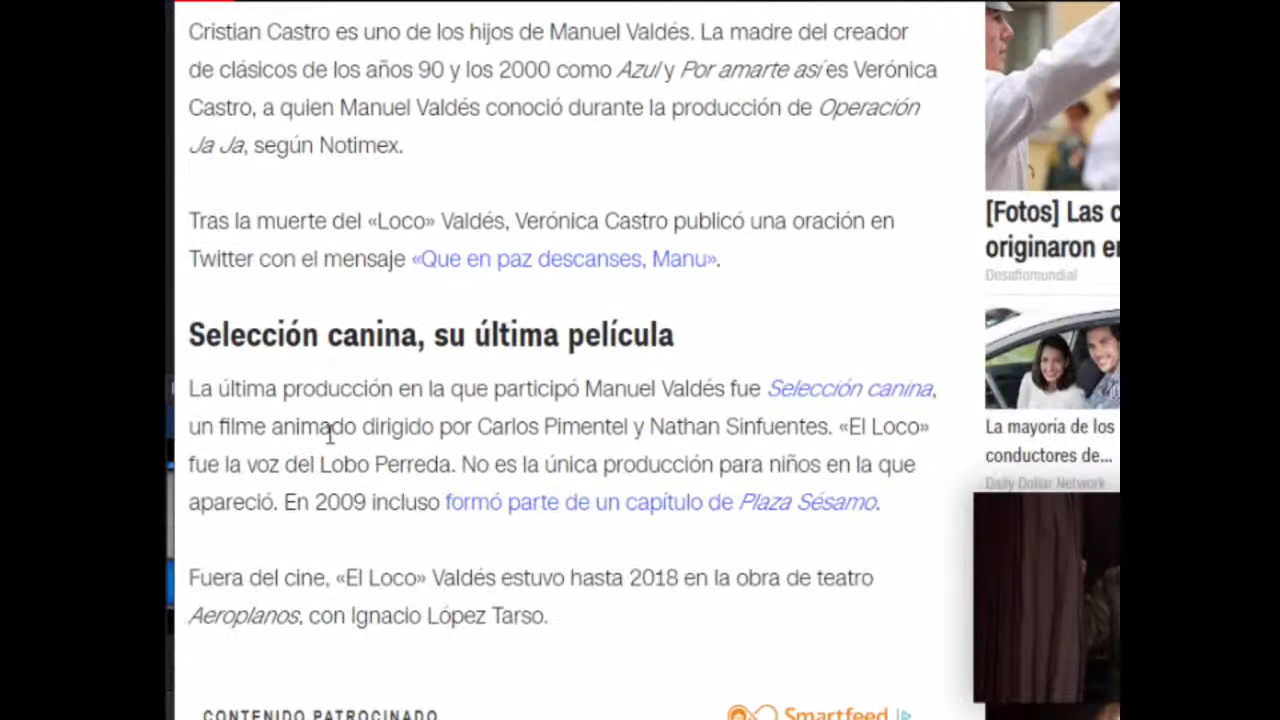 Cristian Castro es uno de los hijos de Manuel Valdés. La madre del creador
de clásicos de los años 90 y los 2000 como Azul y Por amarte así es Verónica
Castro, a quien Manuel Valdés conoció durante la producción de Operación
Ja Ja, según Notimex.
Tras la muerte del «Loco» Valdés, Verónica Castro publicó una oración en
Twitter con el mensaje «Que en paz descanses, Manu».
Selección canina, su última película
La última producción en la que participó Manuel Valdés fue Selección canina,
un filme animado dirigido por Carlos Pimentel y Nathan Sinfuentes. «El Loco»
fue la voz del Lobo Perreda. No es la única producción para niños en la que
apareció. En 2009 incluso formó parte de un capítulo de Plaza Sésamo.
Fuera del cine, «El Loco» Valdés estuvo hasta 2018 en la obra de teatro
Aeroplanos, con Ignacio López Tarso.
CONTENIDO PATROCINADO
Smartfeed
[Fotos] Las c
originaron e
Desafiomundial
La mayoría de los
conductores de...
Daily Dollar Network